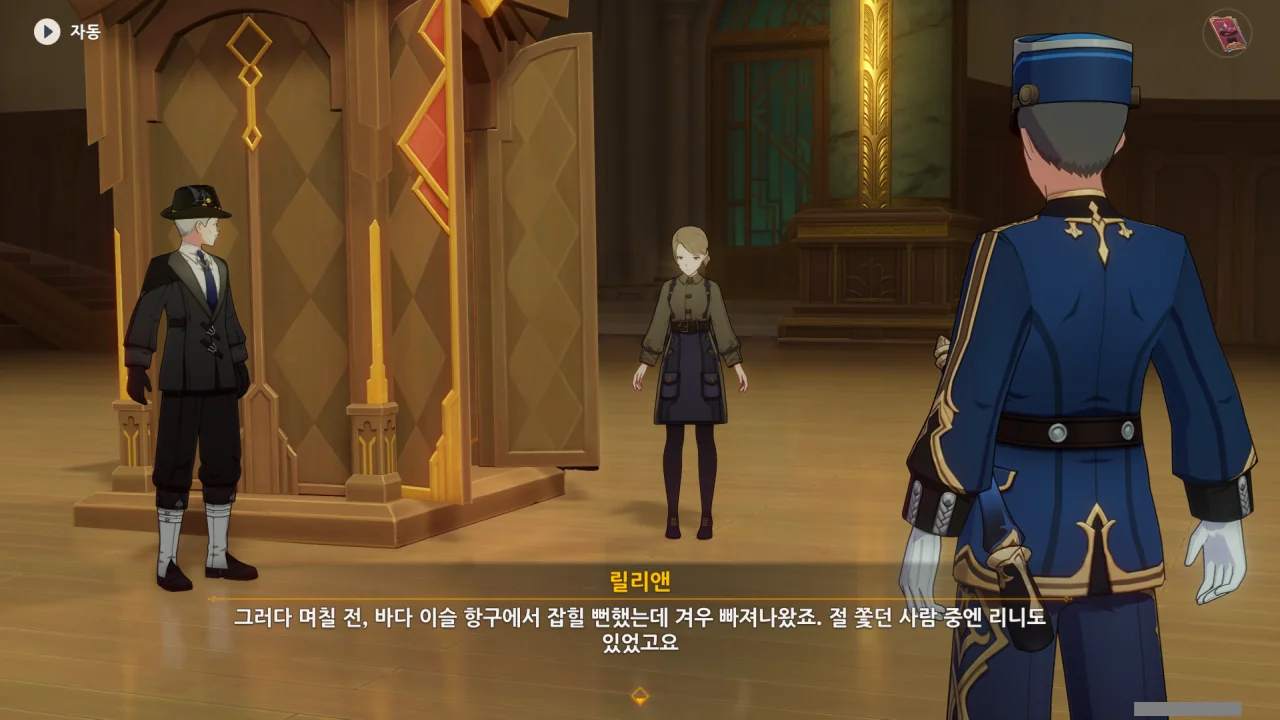 자동
릴리앤
그러다 며칠 전, 바다 이슬 항구에서 잡힐 뻔했는데 겨우 빠져나왔죠. 절 쫓던 사람 중엔 리니도
있었고요